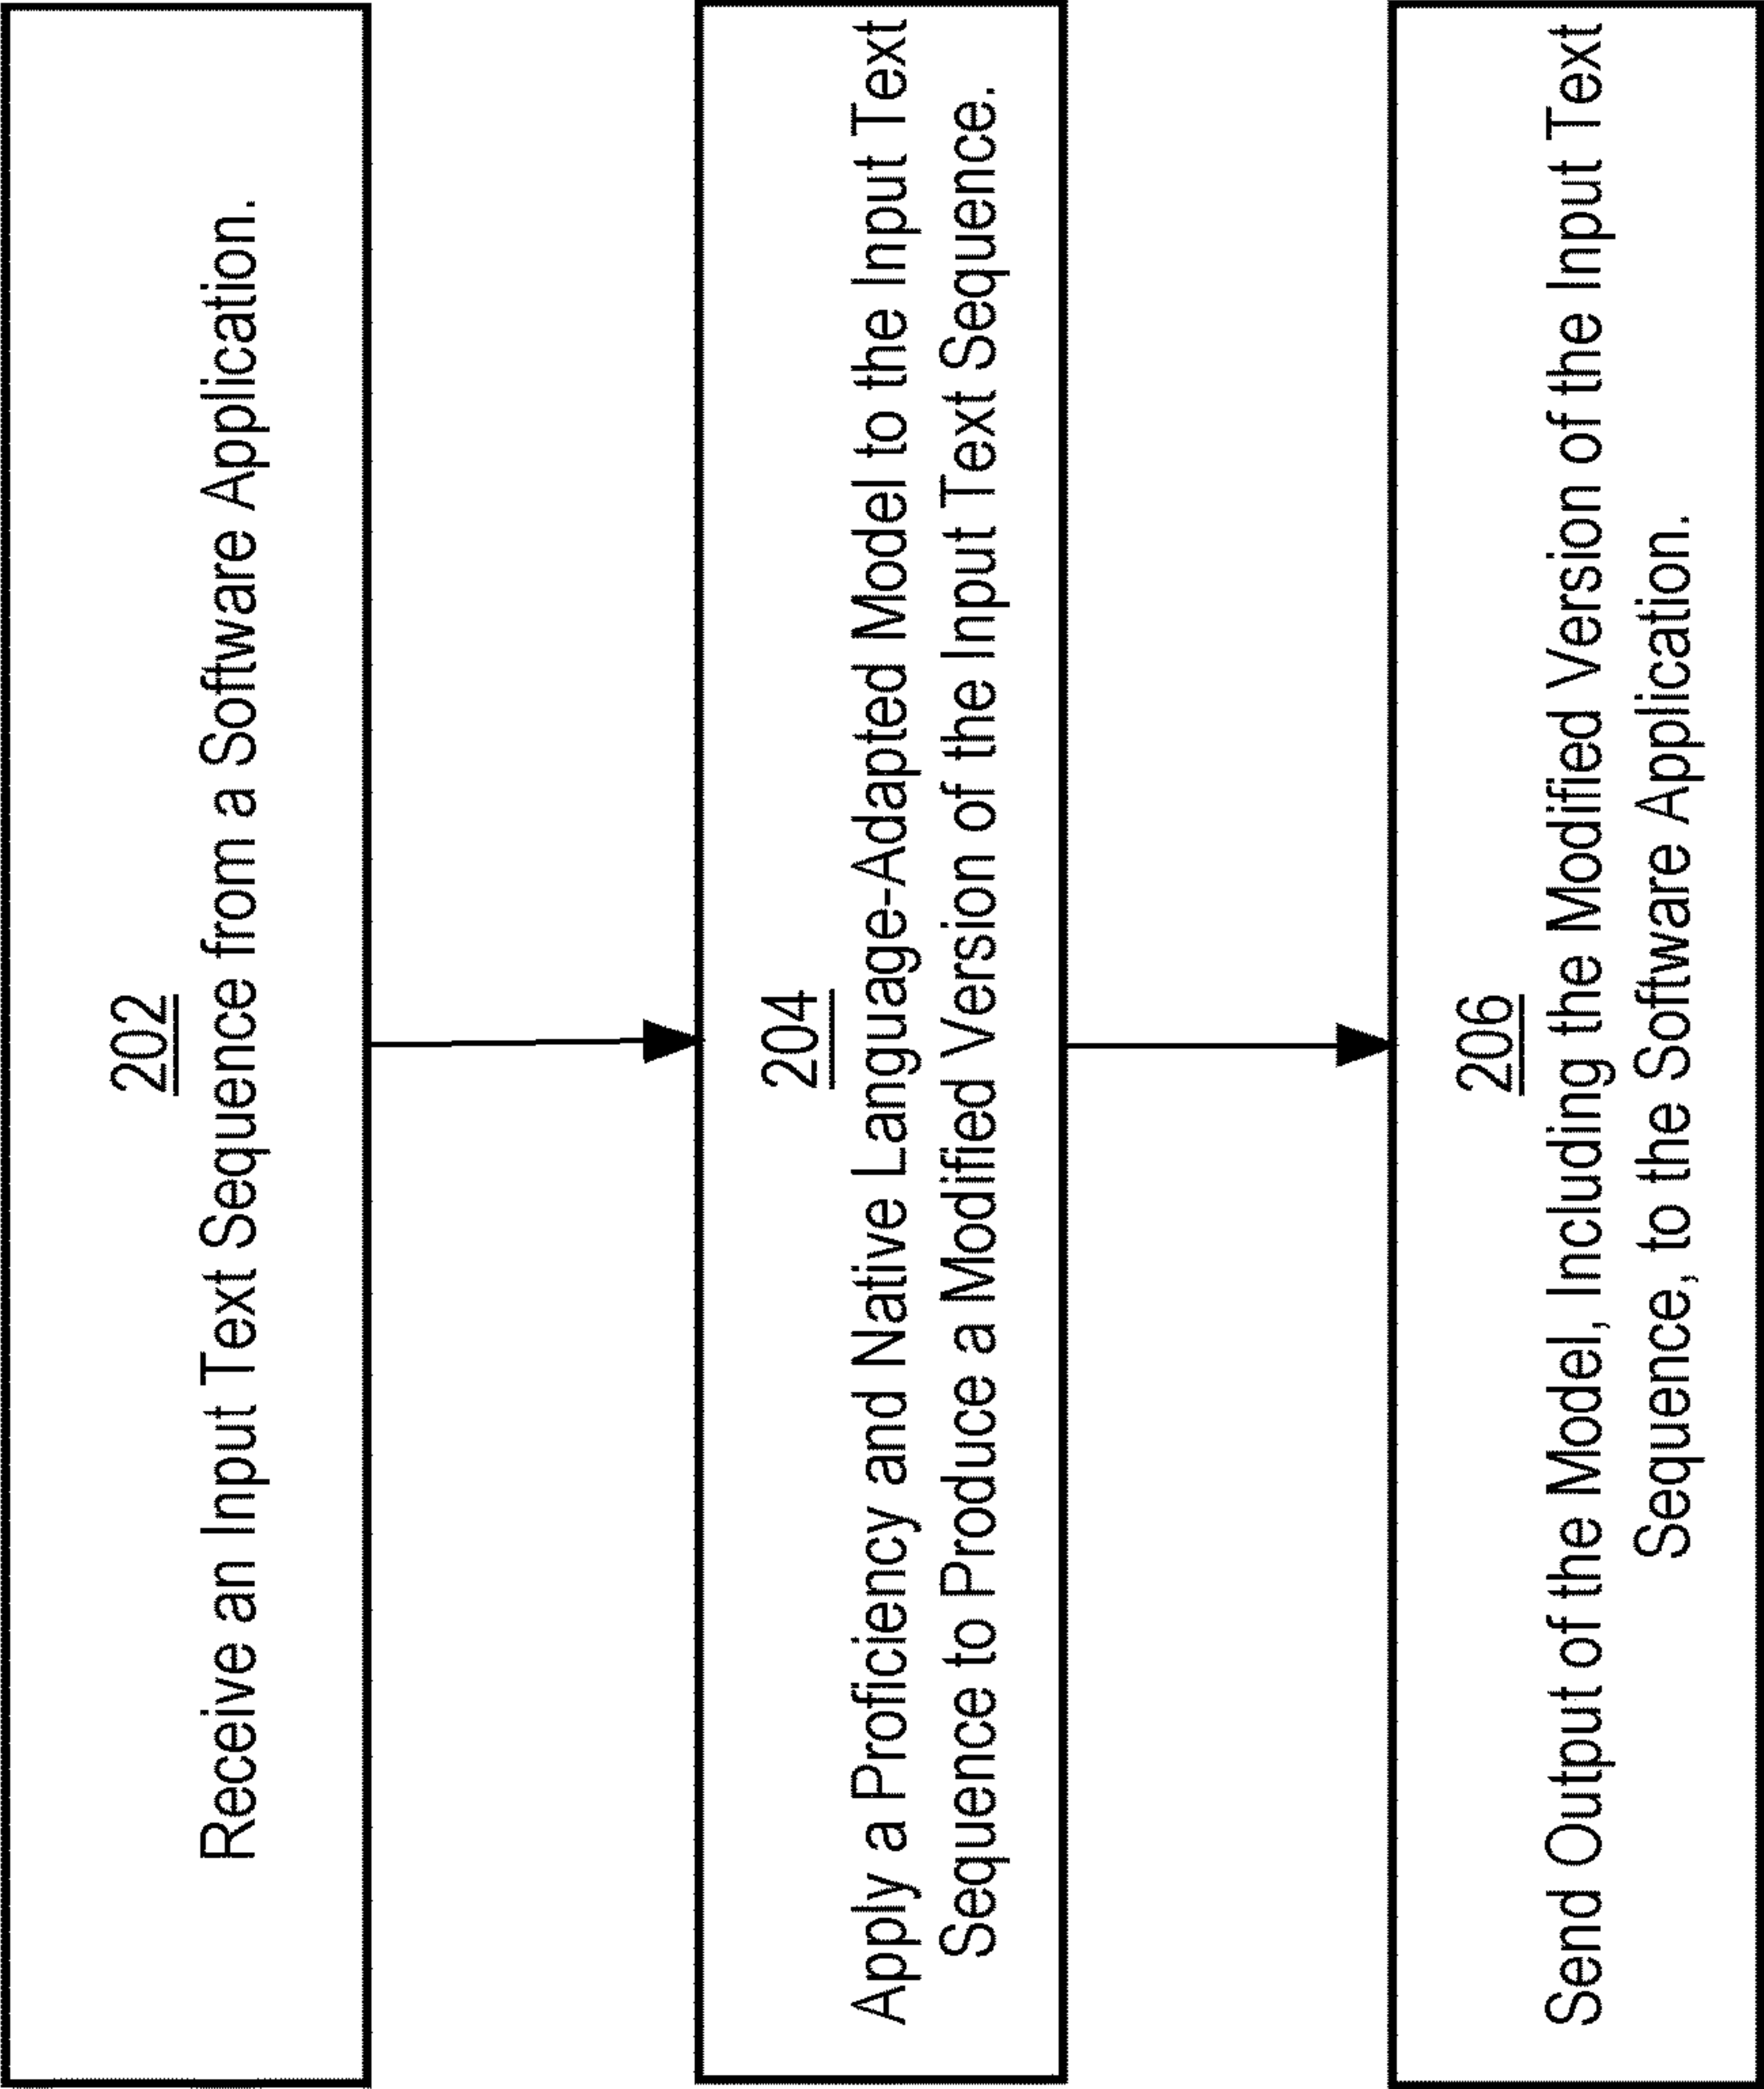 202
Receive an Input Text Sequence from a Software Application.
204
Apply a Proficiency and Native Language-Adapted Model to the Input Text
Sequence to Produce a Modified Version of the Input Text Sequence.
206
Send Output of the Model, Including the Modified Version of the Input Text
Sequence, to the Software Application.